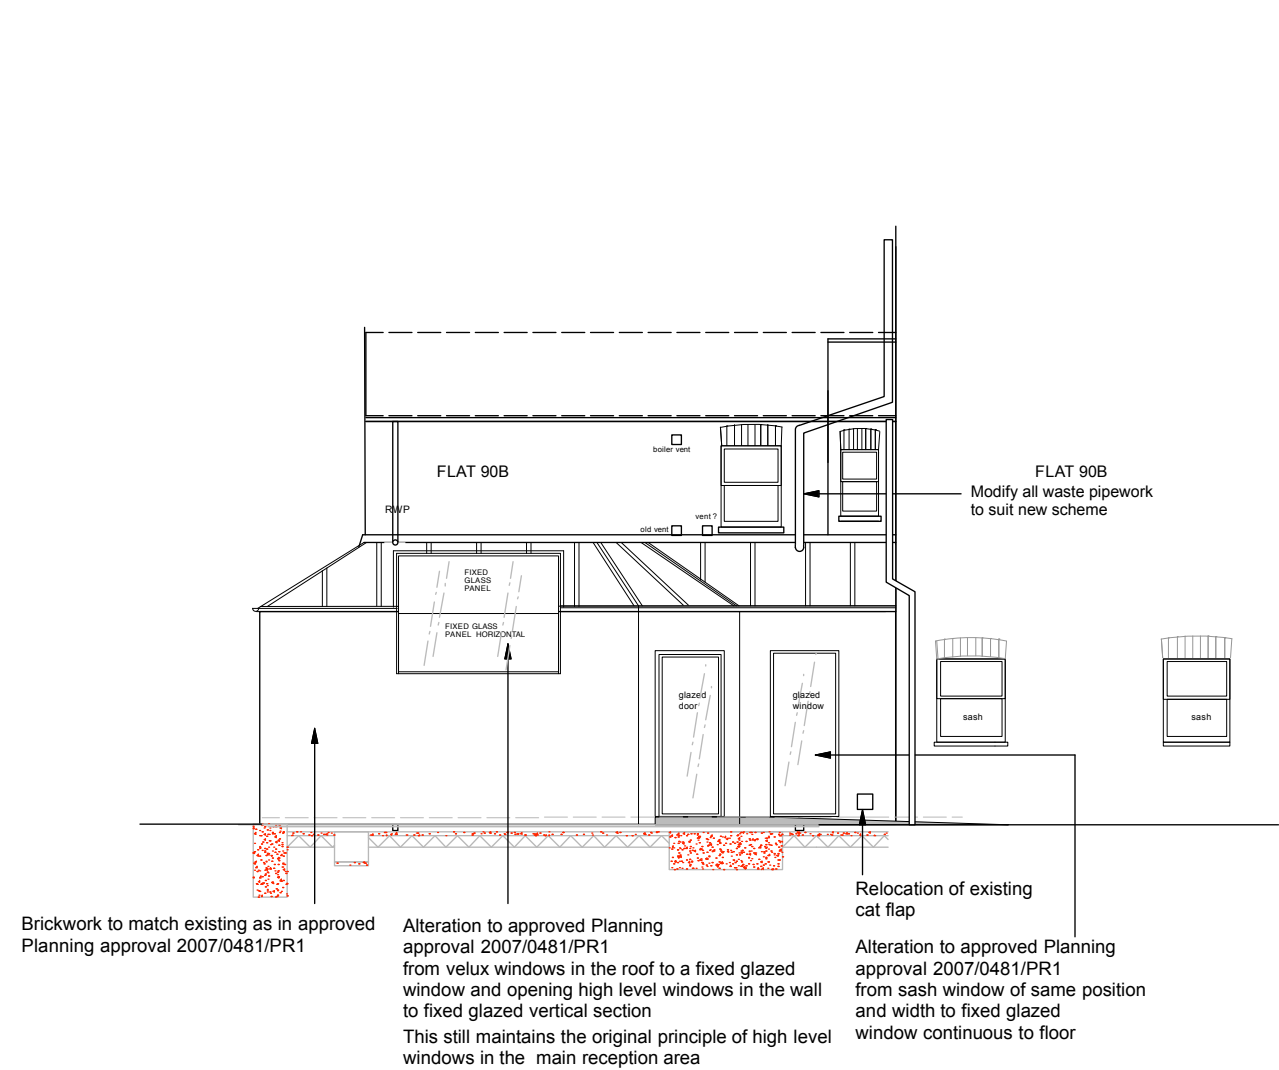 boiler vent
FLAT 90B
FLAT 90B
Modify all waste pipework
to suit new scheme
RWP
vent ?
old vent
FIXED
GLASS
PANEL
FIXED GLASS
PANEL HORIZONTAL
glazed
door
glazed
window
sash
sash
Relocation of existing
cat flap
Brickwork to match existing as in approved
Planning approval 2007/0481/PR1
Alteration to approved Planning
approval 2007/0481/PR1
from velux windows in the roof to a fixed glazed
window and opening high level windows in the wall
to fixed glazed vertical section
This still maintains the original principle of high level
windows in the main reception area
Alteration to approved Planning
approval 2007/0481/PR1
from sash window of same position
and width to fixed glazed
window continuous to floor